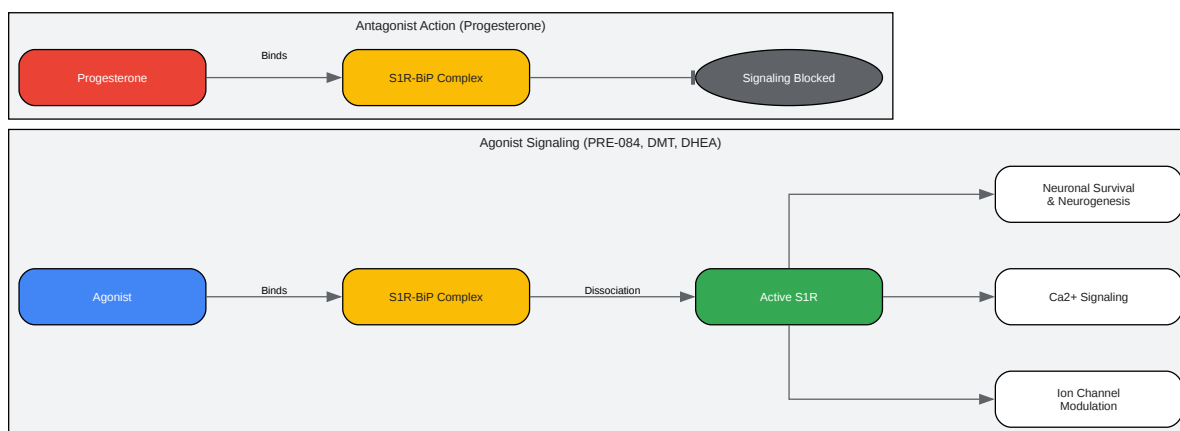 Antagonist Action (Progesterone)
Progesterone
Binds
S1R-BiP Complex
Signaling Blocked
Agonist Signaling (PRE-084, DMT, DHEA)
Neuronal Survival
& Neurogenesis
Agonist
Binds
S1R-BiP Complex
Dissociation
Active S1R
Ca2+ Signaling
Ion Channel
Modulation